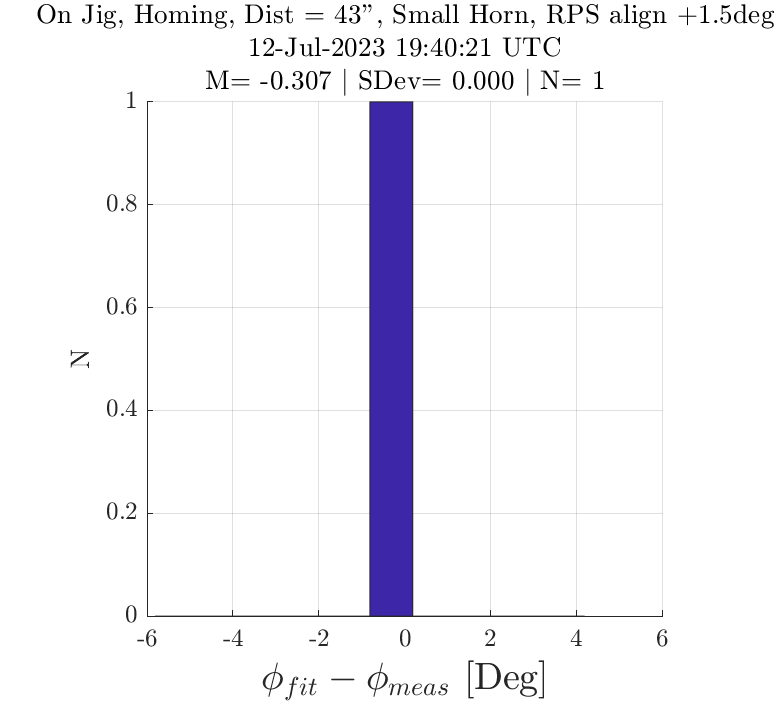 On Jig, Homing, Dist = 43”, Small Horn, RPS align +1.5deg
12-Jul-2023 19:40:21 UTC
M= -0.307 | SDev= 0.000 | N= 1
1
0.8
0.6
0.4
0.2
0
N
-6 -4 -2 0 2 4 6
ϕ_fit − ϕ_meas [Deg]